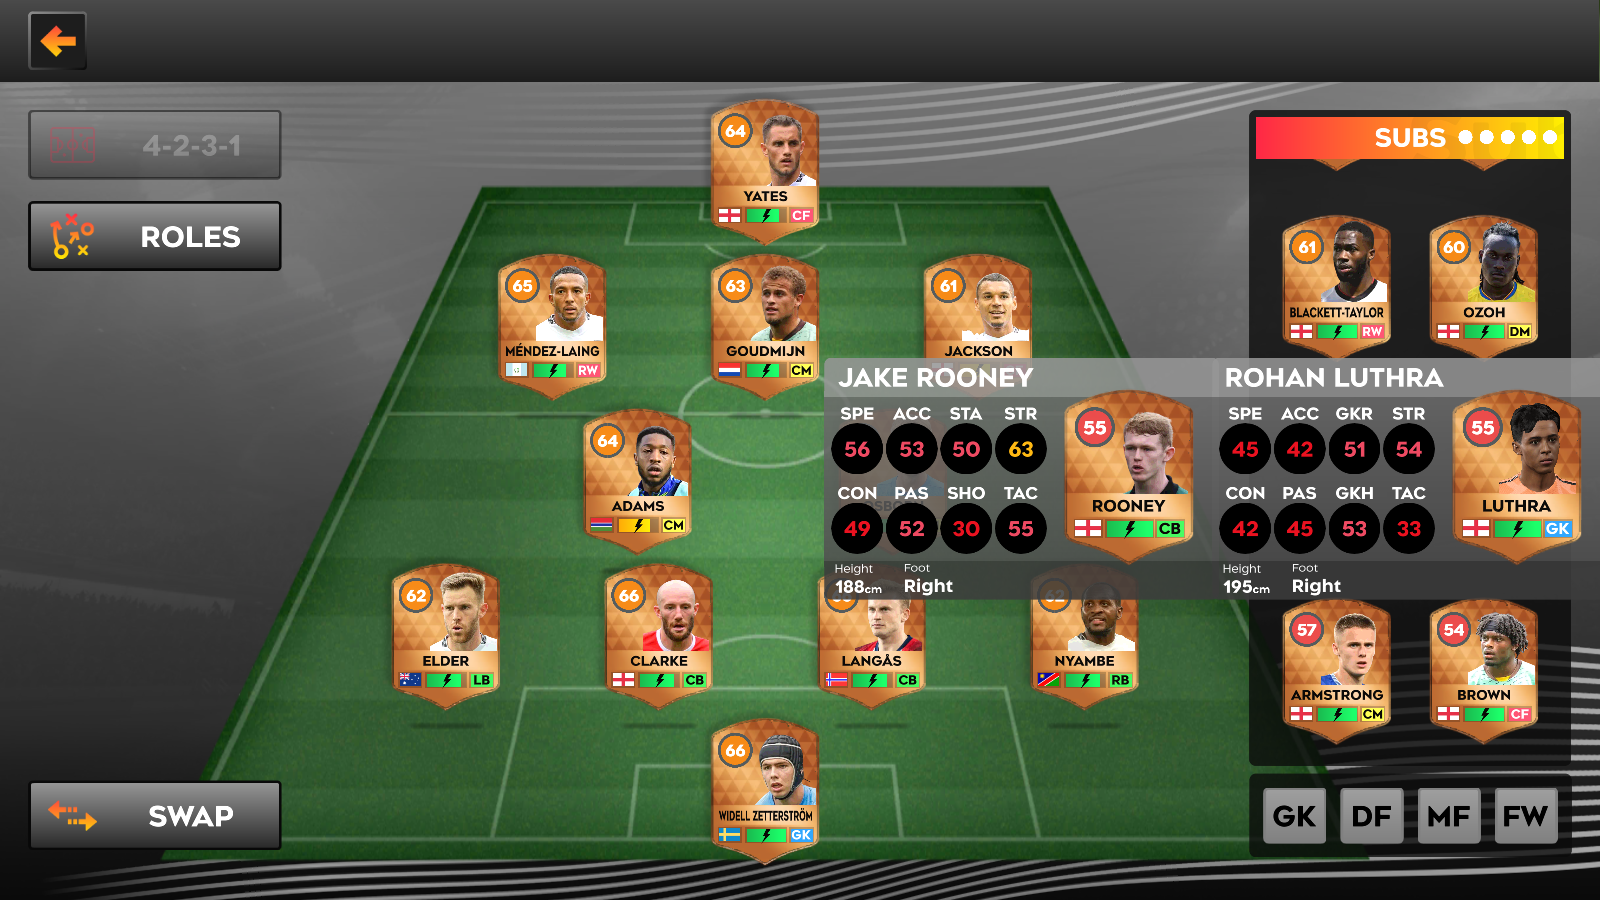 4-2-3-1
ROLES
SWAP
SUBS
64
YATES
CF
65
MÉNDEZ-LAING
RW
63
GOUDMIJN
CM
61
JACKSON
61
BLACKETT-TAYLOR
RW
60
OZOH
DM
64
ADAMS
CM
JAKE ROONEY
SPE ACC STA STR
56 53 50 63
CON PAS SHO TAC
49 52 30 55
Height Foot
188cm Right
55
ROONEY
CB
ROHAN LUTHRA
SPE ACC GKR STR
45 42 51 54
CON PAS GKH TAC
42 45 53 33
Height Foot
195cm Right
55
LUTHRA
GK
62
ELDER
LB
66
CLARKE
CB
LANGÅS
CB
62
NYAMBE
RB
57
ARMSTRONG
CM
54
BROWN
CF
66
WIDELL ZETTERSTRÖM
GK
GK DF MF FW